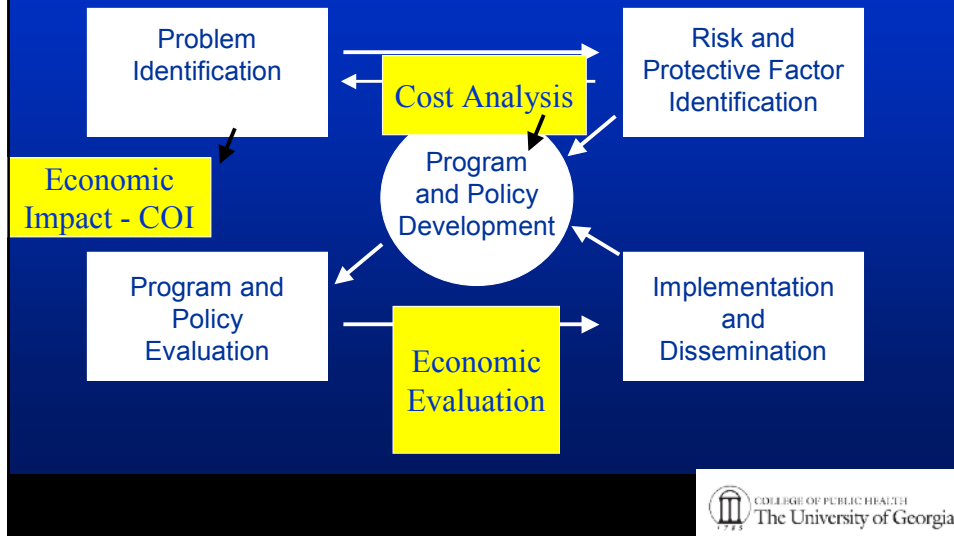 Problem
Identification
Risk and
Protective Factor
Identification
Cost Analysis
Program
and Policy
Development
Economic
Impact - COI
Program and
Policy
Evaluation
Implementation
and
Dissemination
Economic
Evaluation
COLLEGE OF PUBLIC HEALTH
The University of Georgia
1785